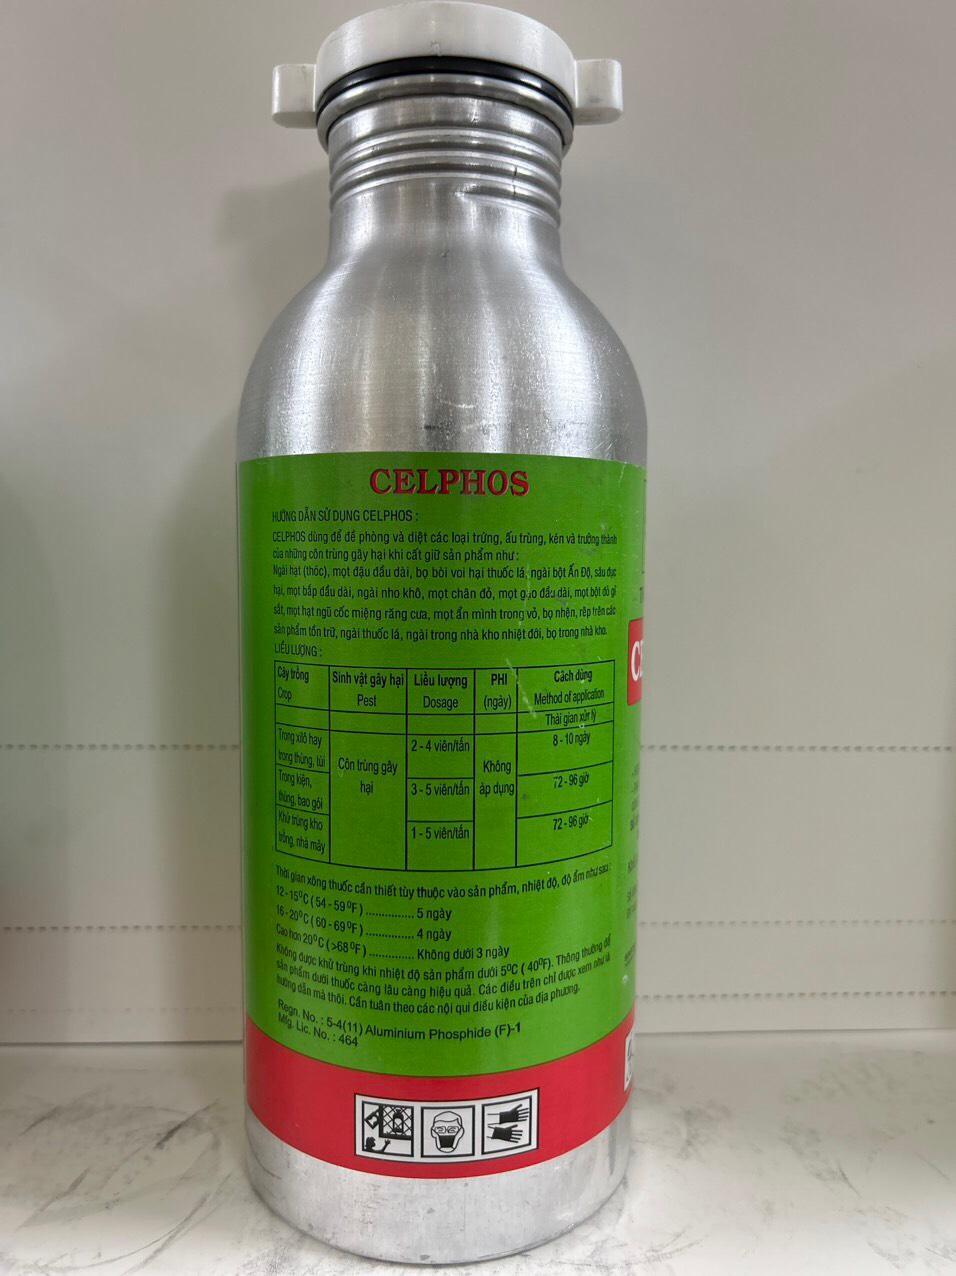 CELPHOS
HƯỚNG DẪN SỬ DỤNG CELPHOS :
CELPHOS dùng để đề phòng và diệt các loại trứng, ấu trùng, kén và trưởng thành
của những côn trùng gây hại khi cất giữ sản phẩm như :
Ngài hạt (thóc), mọt đậu đầu dài, bọ bòi voi hại thuốc lá, ngài bột Ấn Độ, sâu đục
hại, mọt bắp đầu dài, ngài nho khô, mọt chân đỏ, mọt gạo đầu dài, mọt bột đỏ gỉ
sắt, mọt hạt ngũ cốc miệng răng cưa, mọt ẩn mình trong vỏ, bọ nhện, rệp trên các
sản phẩm tồn trữ, ngài thuốc lá, ngài trong nhà kho nhiệt đới, bọ trong nhà kho.
LIỀU LƯỢNG :
Cây trồng Sinh vật gây hại Liều lượng PHI Cách dùng
Crop Pest Dosage (ngày) Method of application
Thời gian xử lý
Trong xilô hay 2 - 4 viên/tấn 8 - 10 ngày
trong thùng, túi
Côn trùng gây Không
Trong kiện, 3 - 5 viên/tấn 72 - 96 giờ
hại áp dụng
thùng, bao gói
Khử trùng kho 1 - 5 viên/tấn 72 - 96 giờ
trống, nhà máy
Thời gian xông thuốc cần thiết tùy thuộc vào sản phẩm, nhiệt độ, độ ẩm như sau :
12 - 15⁰C ( 54 - 59 ⁰F ) .............. 5 ngày
16 - 20⁰C ( 60 - 69⁰F ) .............. 4 ngày
Cao hơn 20⁰C ( >68⁰F ) .............. Không dưới 3 ngày
Không được khử trùng khi nhiệt độ sản phẩm dưới 5⁰C ( 40⁰F). Thông thường để
sản phẩm dưới thuốc càng lâu càng hiệu quả. Các điều trên chỉ được xem như là
hướng dẫn mà thôi. Cần tuân theo các nội qui điều kiện của địa phương.
Regn. No. : 5-4(11) Aluminium Phosphide (F)-1
Mfg. Lic. No. : 464